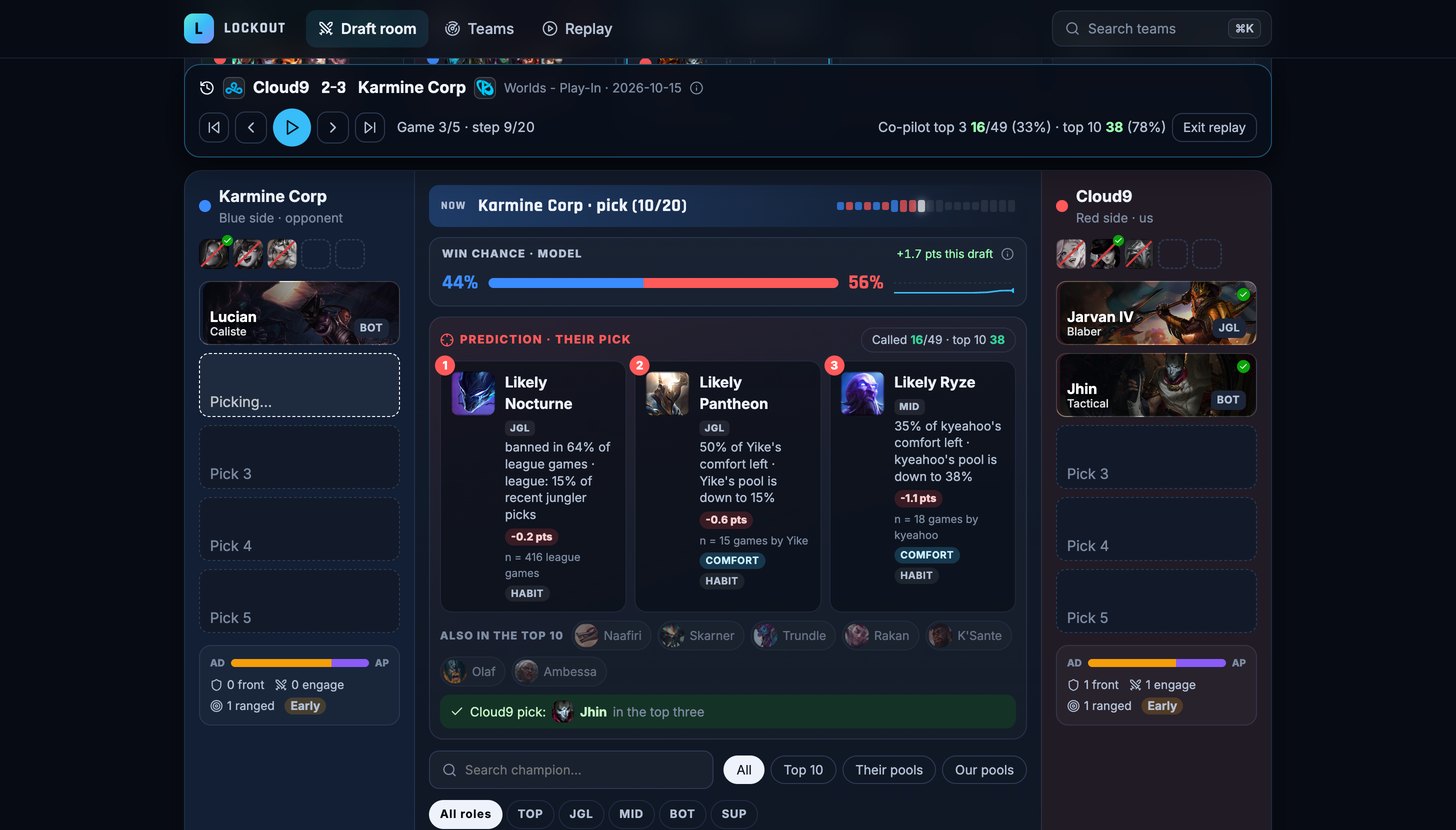 L LOCKOUT Draft room Teams Replay Search teams ⌘K
Cloud9 2-3 Karmine Corp Worlds - Play-In · 2026-10-15
Game 3/5 · step 9/20 Co-pilot top 3 16/49 (33%) · top 10 38 (78%) Exit replay
Karmine Corp
Blue side · opponent
Lucian
Caliste
BOT
Picking...
Pick 3
Pick 4
Pick 5
AD AP
0 front 0 engage
1 ranged Early
NOW Karmine Corp · pick (10/20)
WIN CHANCE · MODEL +1.7 pts this draft
44% 56%
PREDICTION · THEIR PICK Called 16/49 · top 10 38
1
Likely
Nocturne
JGL
banned in 64% of
league games ·
league: 15% of
recent jungler
picks
-0.2 pts
n = 416 league
games
HABIT
2
Likely
Pantheon
JGL
50% of Yike's
comfort left ·
Yike's pool is
down to 15%
-0.6 pts
n = 15 games by Yike
COMFORT
HABIT
3
Likely Ryze
MID
35% of kyeahoo's
comfort left ·
kyeahoo's pool is
down to 38%
-1.1 pts
n = 18 games by
kyeahoo
COMFORT
HABIT
ALSO IN THE TOP 10 Naafiri Skarner Trundle Rakan K'Sante
Olaf Ambessa
Cloud9 pick: Jhin in the top three
Search champion... All Top 10 Their pools Our pools
All roles TOP JGL MID BOT SUP
Cloud9
Red side · us
Jarvan IV
Blaber
JGL
Jhin
Tactical
BOT
Pick 3
Pick 4
Pick 5
AD AP
1 front 1 engage
1 ranged Early